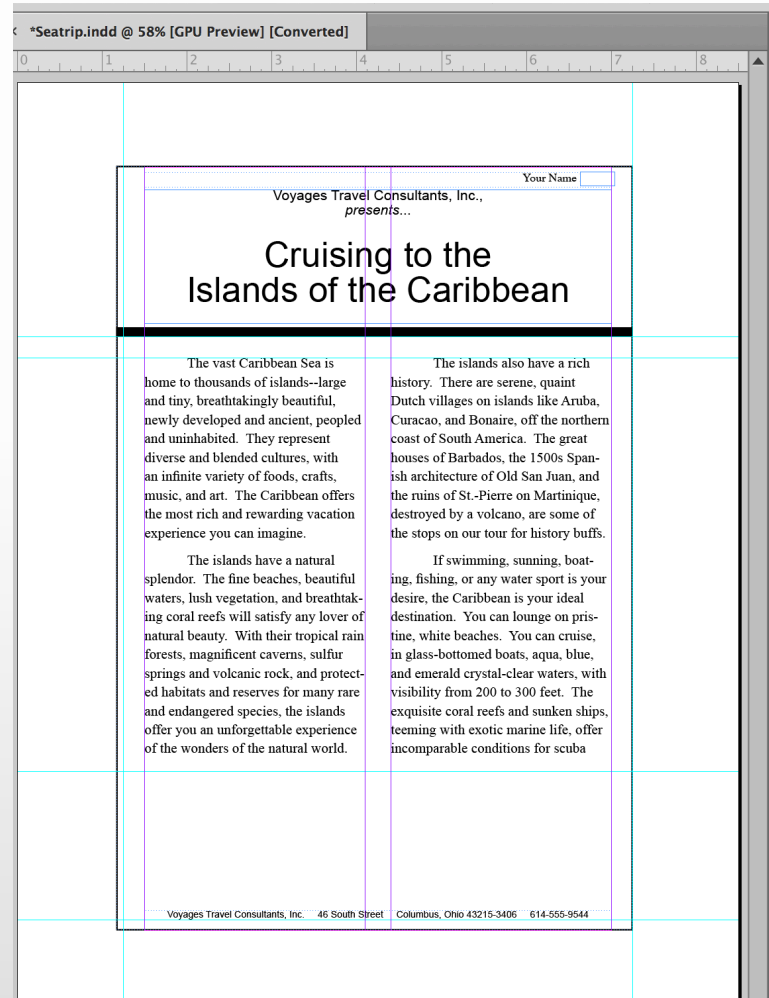 *Seatrip.indd @ 58% [GPU Preview] [Converted]
0 1 2 3 4 5 6 7 8
Your Name
Voyages Travel Consultants, Inc.,
presents...
Cruising to the
Islands of the Caribbean
The vast Caribbean Sea is
home to thousands of islands--large
and tiny, breathtakingly beautiful,
newly developed and ancient, peopled
and uninhabited.  They represent
diverse and blended cultures, with
an infinite variety of foods, crafts,
music, and art.  The Caribbean offers
the most rich and rewarding vacation
experience you can imagine.
The islands have a natural
splendor.  The fine beaches, beautiful
waters, lush vegetation, and breathtak-
ing coral reefs will satisfy any lover of
natural beauty.  With their tropical rain
forests, magnificent caverns, sulfur
springs and volcanic rock, and protect-
ed habitats and reserves for many rare
and endangered species, the islands
offer you an unforgettable experience
of the wonders of the natural world.
The islands also have a rich
history.  There are serene, quaint
Dutch villages on islands like Aruba,
Curacao, and Bonaire, off the northern
coast of South America.  The great
houses of Barbados, the 1500s Span-
ish architecture of Old San Juan, and
the ruins of St.-Pierre on Martinique,
destroyed by a volcano, are some of
the stops on our tour for history buffs.
If swimming, sunning, boat-
ing, fishing, or any water sport is your
desire, the Caribbean is your ideal
destination.  You can lounge on pris-
tine, white beaches.  You can cruise,
in glass-bottomed boats, aqua, blue,
and emerald crystal-clear waters, with
visibility from 200 to 300 feet.  The
exquisite coral reefs and sunken ships,
teeming with exotic marine life, offer
incomparable conditions for scuba
Voyages Travel Consultants, Inc. 46 South Street Columbus, Ohio 43215-3406 614-555-9544